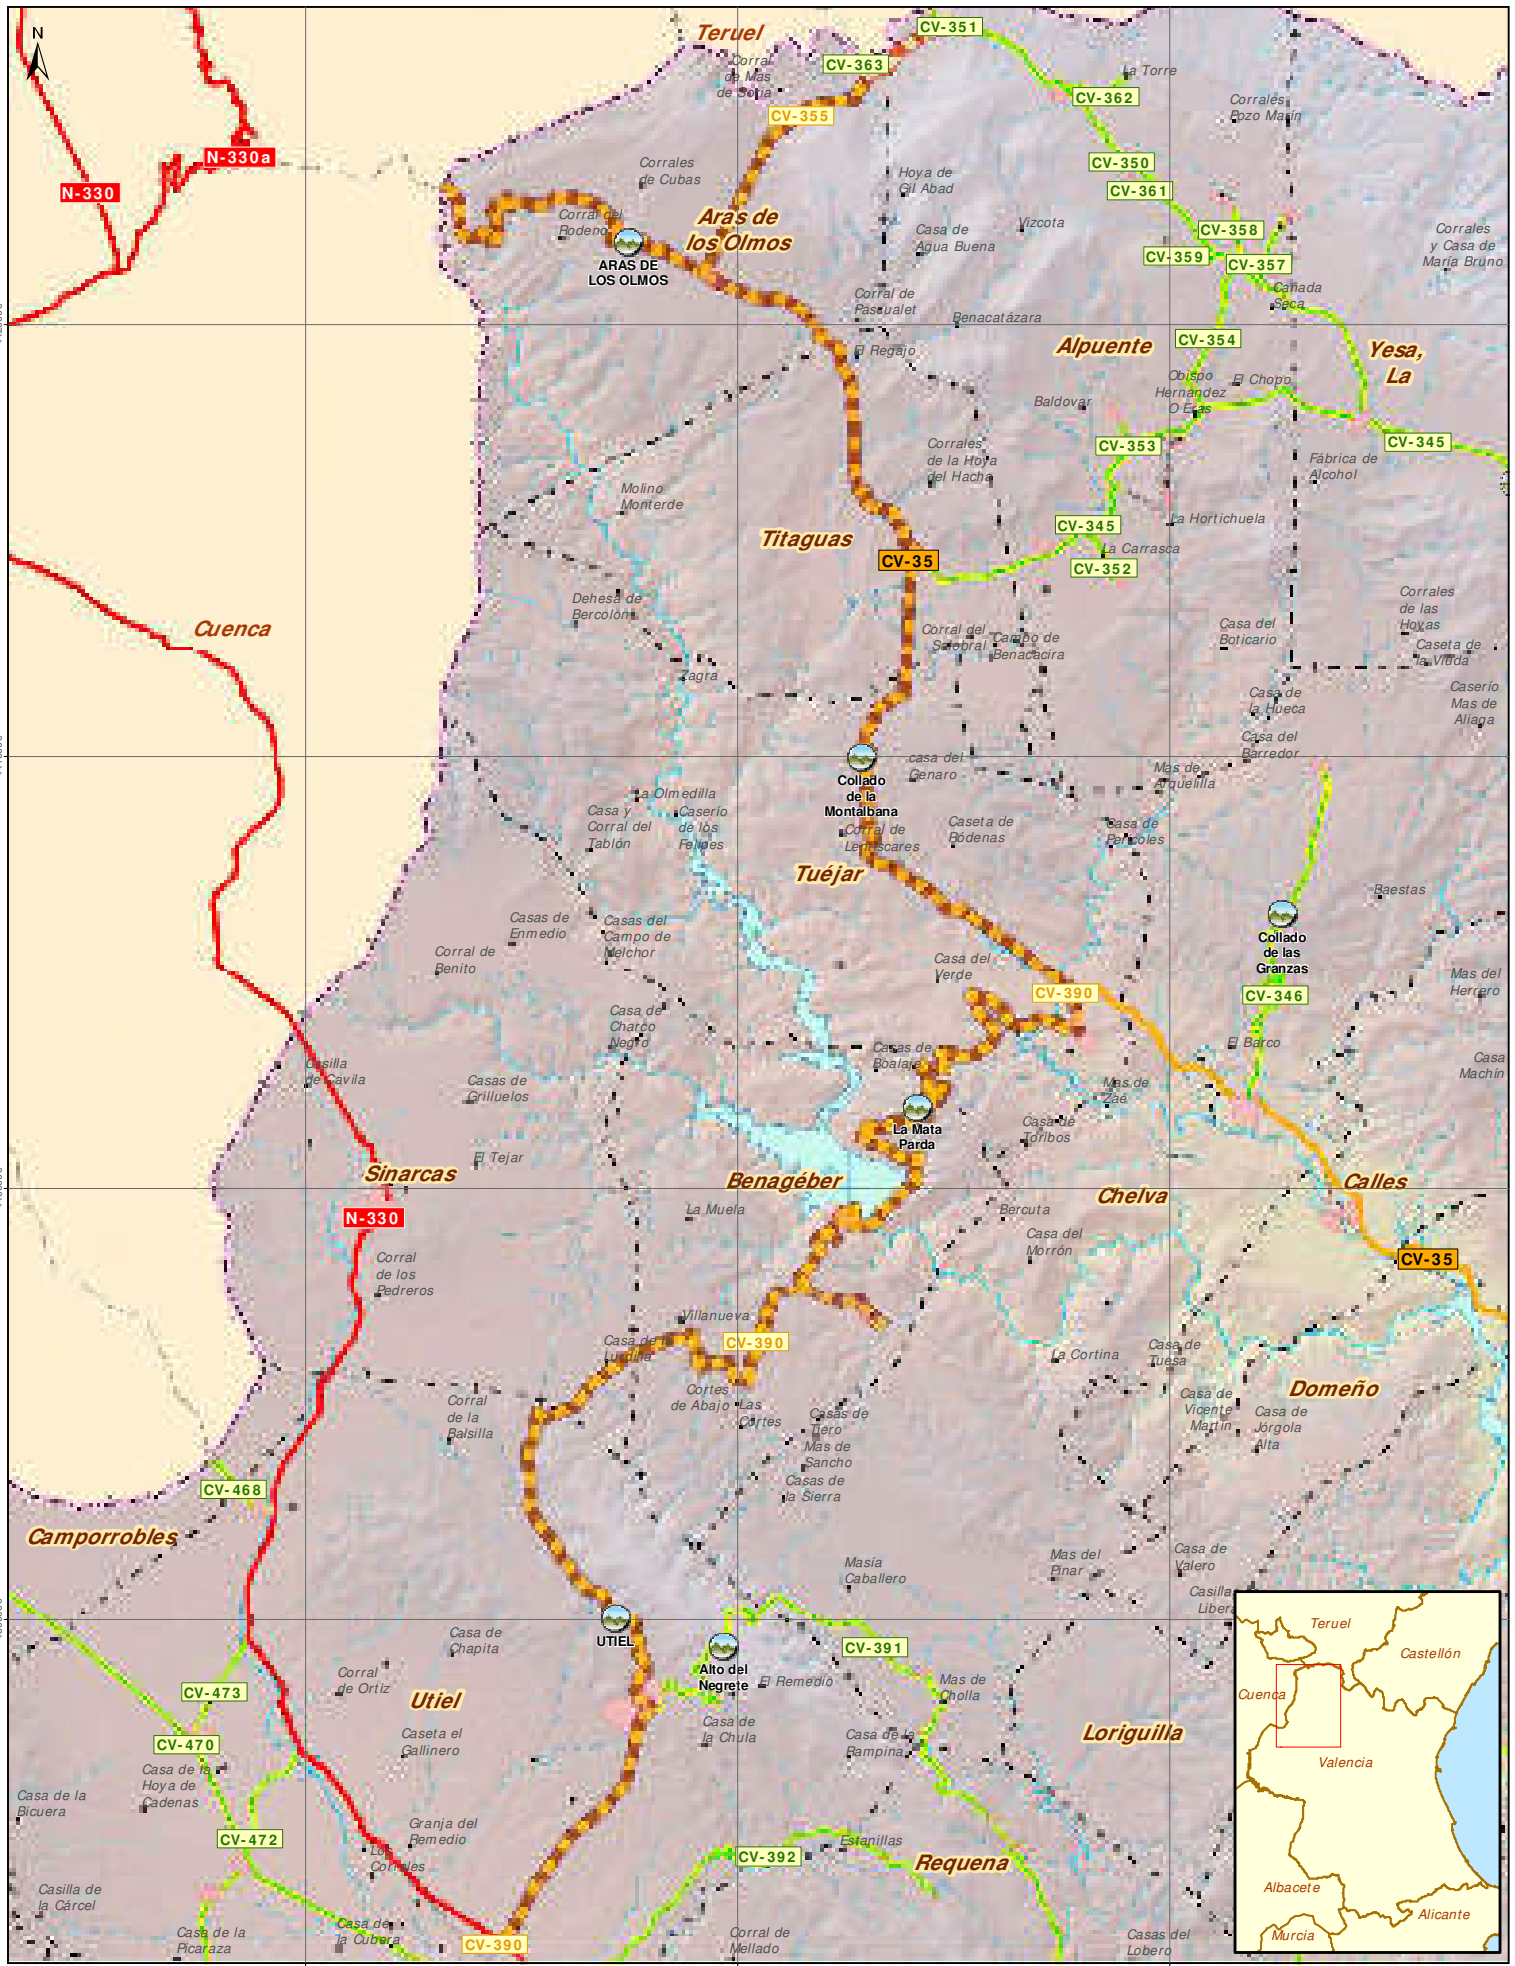 N
Teruel
CV-351
Corral
de Mas
de Soria
CV-363
La Torre
CV-362
CV-355
Corrales
Pozo Marín
N-330a
N-330
Corrales
de Cubas
CV-350
Hoya de
Gil Abad
CV-361
Corral del
Rodeno
Aras de
los Olmos
Casa de
Agua Buena
Vizcota
CV-358
CV-359
CV-357
Corrales
y Casa de
María Bruno
ARAS DE
LOS OLMOS
Corral de
Pascualet
Cañada
Seca
Benacatázara
CV-354
Alpuente
Yesa,
La
El Regajo
Obispo
Hernández
O Eras
El Chopo
Baldovar
CV-353
CV-345
Corrales
de la Hoya
del Hacha
Fábrica de
Alcohol
Molino
Monterde
La Hortichuela
CV-345
Titaguas
CV-35
La Carrasca
CV-352
Dehesa de
Bercolón
Corrales
de las
Hoyas
Cuenca
Corral del
Salobral
Campo de
Benacacira
Casa del
Boticario
Caseta de
la Viuda
Zagra
Casa de
la Hueca
Caserío
Mas de
Aliaga
Casa del
Barredor
casa del
Genaro
Mas de
Arquelilla
Collado
de la
Montalbana
La Olmedilla
Casa y
Corral del
Tablón
Caserío
de los
Felipes
Corral de
Lentiscares
Caseta de
Ródenas
Casa de
Pericoles
Tuéjar
Baestas
Casas de
Enmedio
Casas del
Campo de
Melchor
Collado
de las
Granzas
Corral de
Benito
Casa del
Verde
Mas del
Herrero
CV-390
CV-346
Casa de
Charco
Negro
El Barco
Casas de
Boalaje
Casa
Machín
Casilla
de Cavila
Casas de
Grilluelos
Mas de
Zaé
La Mata
Parda
Casa de
Toribos
El Tejar
Sinarcas
Benagéber
Chelva
Calles
N-330
La Muela
Bercuta
Casa del
Morrón
CV-35
Corral
de los
Pedreros
Villanueva
CV-390
Casa de la
Lurdilla
La Cortina
Casa de
Tuesa
Domeño
Cortes
de Abajo
Las
Cortes
Corral
de la
Balsilla
Casas de
Tiero
Casa de
Vicente
Martín
Casa de
Jórgola
Alta
Mas de
Sancho
Casas de
la Sierra
CV-468
Camporrobles
Masía
Caballero
Mas del
Pinar
Casa de
Valero
UTIEL
Casa de
Chapita
CV-391
Alto del
Negrete
El Remedio
Corral
de Ortiz
CV-473
Utiel
Mas de
Cholla
Casa de
la Chula
Casa de la
Rampina
Loriguilla
Caseta el
Gallinero
CV-470
Casa de la
Hoya de
Cadenas
Casa de la
Bicuera
Granja del
Remedio
CV-472
Los
Corrales
CV-392
Estanillas
Requena
Casilla de
la Cárcel
Casa de la
Picaraza
Casa de
la Cubera
CV-390
Corral de
Mellado
Casas del
Lobero
Teruel
Castellón
Cuenca
Valencia
Albacete
Alicante
Murcia